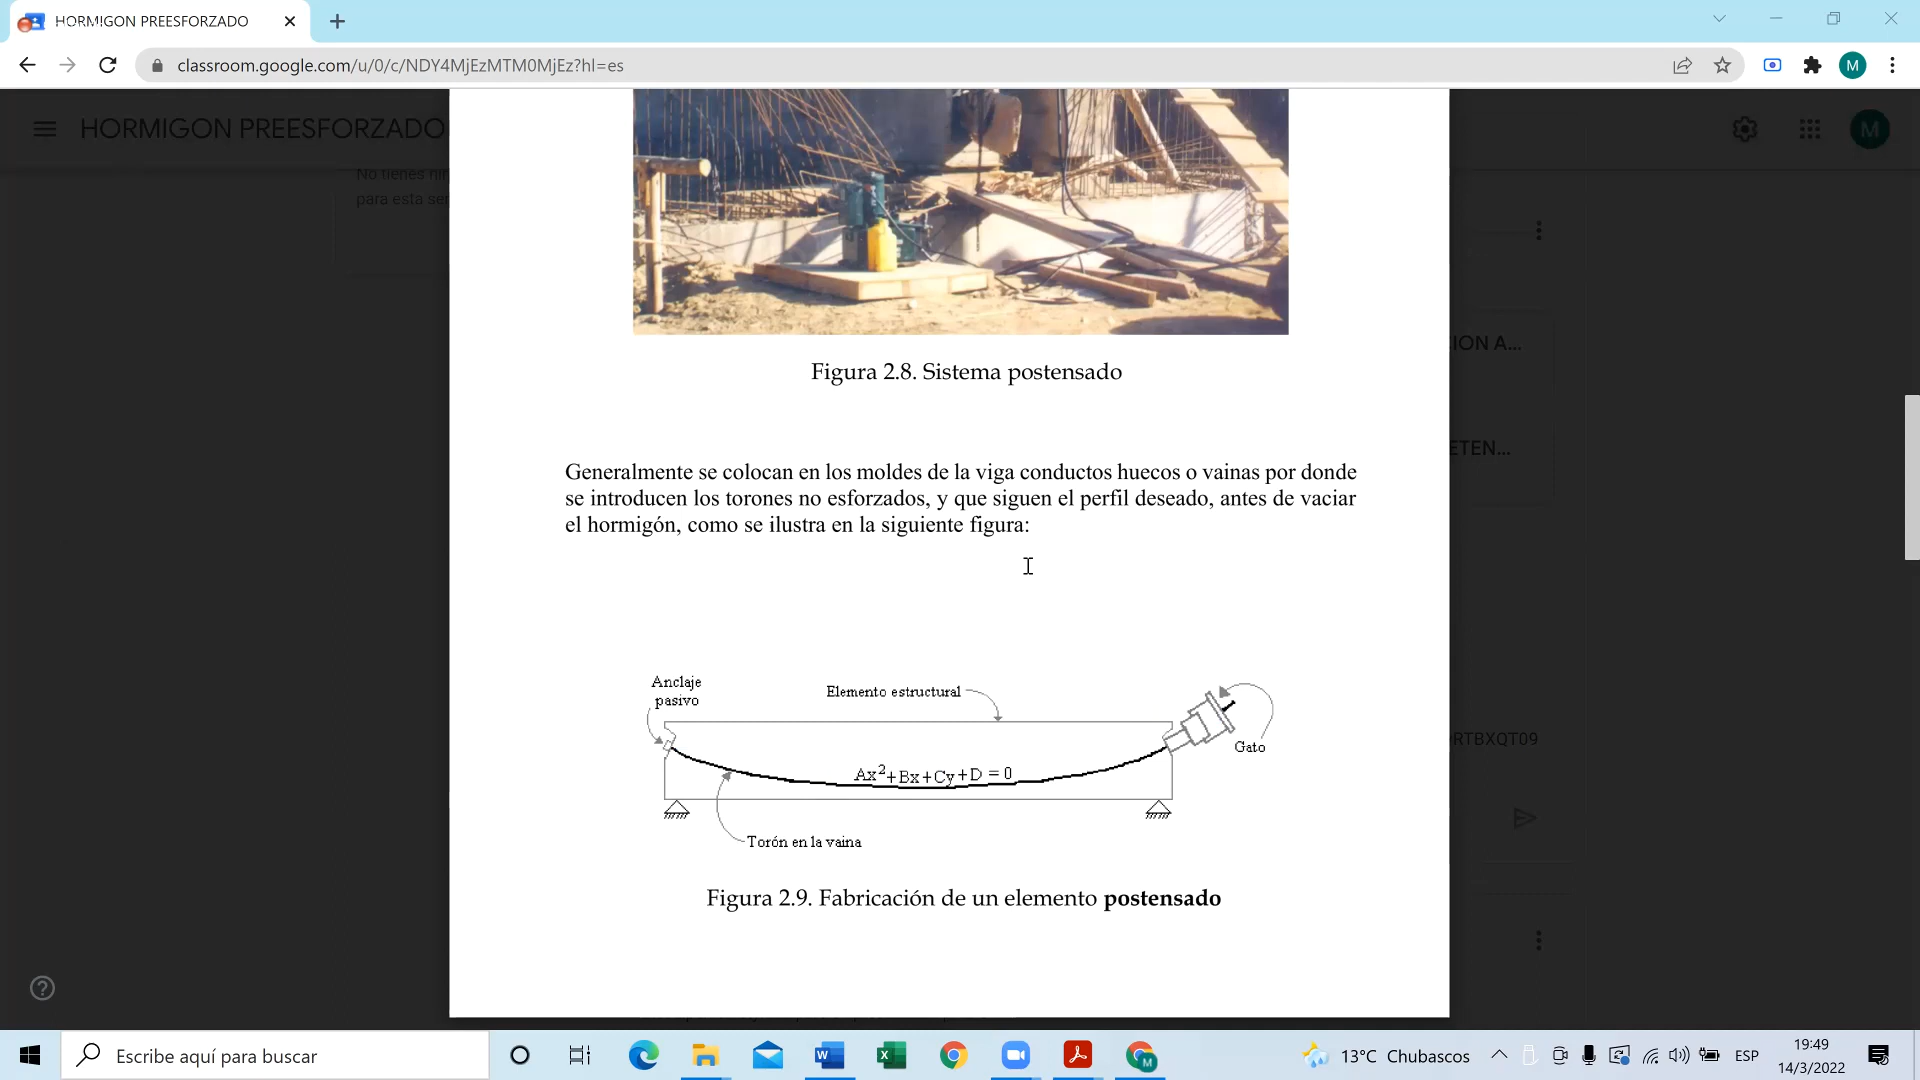 HORMIGON PREESFORZADO
classroom.google.com/u/0/c/NDY4MjEzMTM0MjEz?hl=es
M
HORMIGON PREESFORZADO
M
para esta
ION A...
Figura 2.8. Sistema postensado
ETEN...
Generalmente se colocan en los moldes de la viga conductos huecos o vainas por donde
se introducen los torones no esforzados, y que siguen el perfil deseado, antes de vaciar
el hormigón, como se ilustra en la siguiente figura:
Anclaje
pasivo
Elemento estructural
Gato
RTBXQT09
Ax²+Bx+Cy+D = 0
Torón en la vaina
Figura 2.9. Fabricación de un elemento postensado
Escribe aquí para buscar
13°C Chubascos
ESP
19:49
14/3/2022